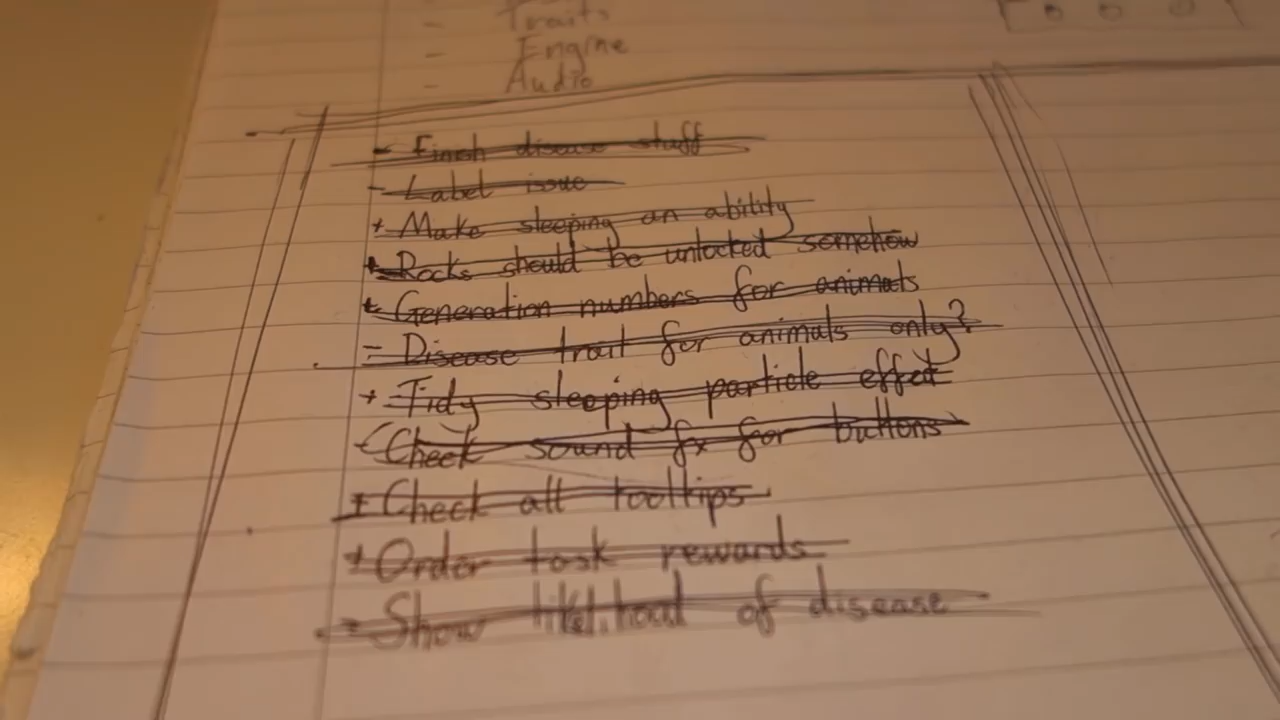 - Traits
- Engine
- Audio
- Finish disease stuff
- Label issue
+ Make sleeping an ability
+ Rocks should be unlocked somehow
+ Generation numbers for animals
- Disease trait for animals only?
+ Tidy sleeping particle effect
- Check sound fx for buttons
+ Check all tooltips
+ Order task rewards
- Show likelihood of disease